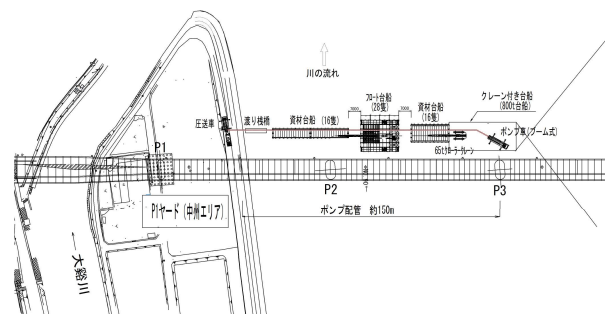 川の流れ
クレーン付き台船
(800t台船)
フロート台船
(28隻)
7000
7000
資材台船 (16隻)
資材台船
(16隻)
渡り桟橋
圧送車
ポンプ車(ブーム式)
65tクローラークレーン
P1
P2
P3
P1ヤード (中州エリア)
ポンプ配管 約150m
← 大谿川